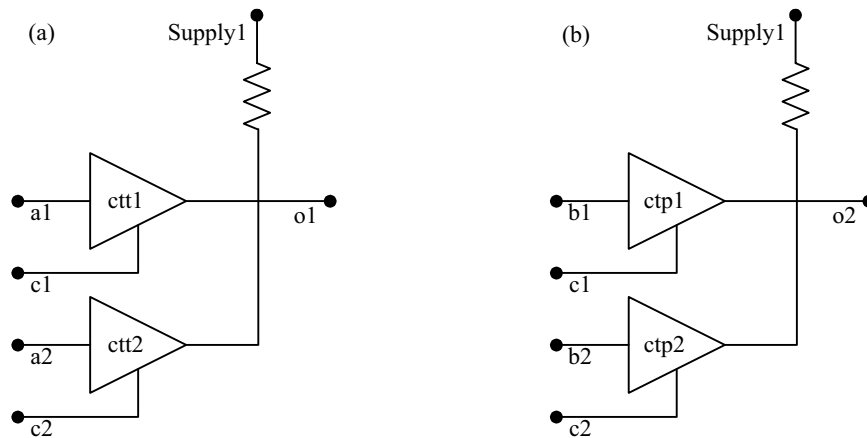 (a)
Supply1
ctt1
a1
o1
c1
ctt2
a2
c2
(b)
Supply1
ctp1
b1
o2
c1
ctp2
b2
c2